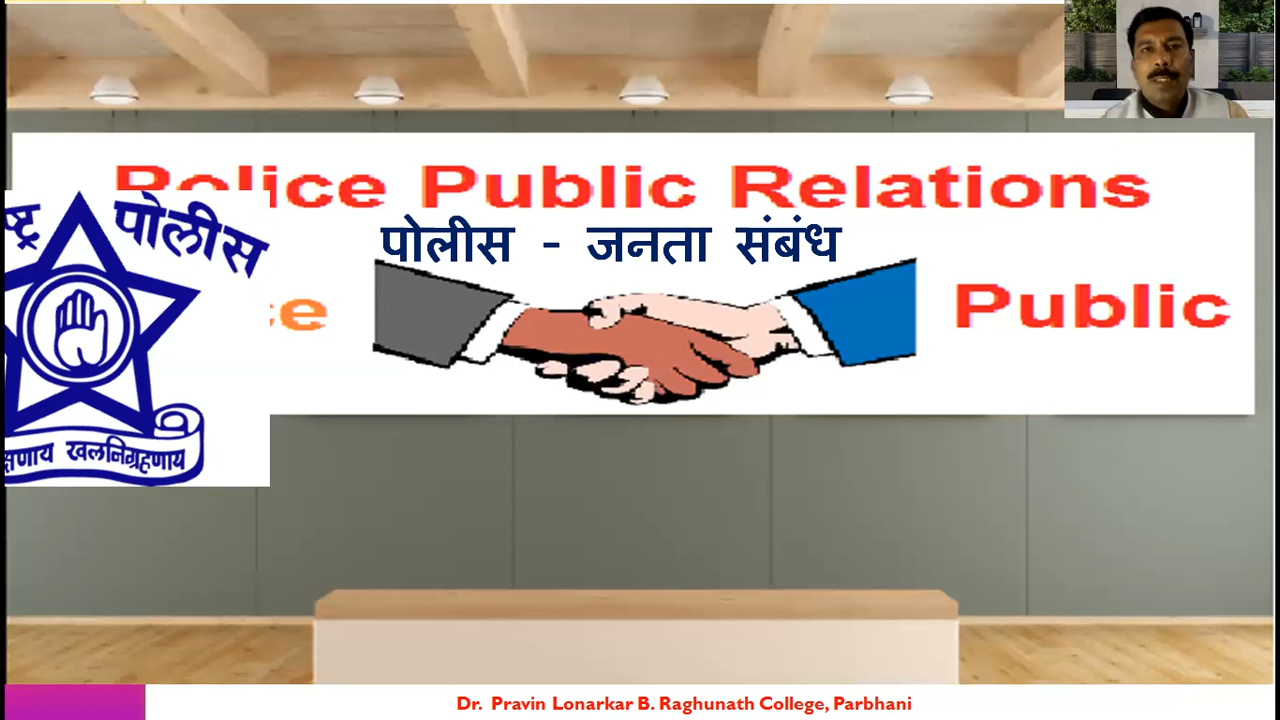 Police Public Relations
पोलीस - जनता संबंध
पोलीस
Public
खलनिग्रहणाय
Dr. Pravin Lonarkar B. Raghunath College, Parbhani